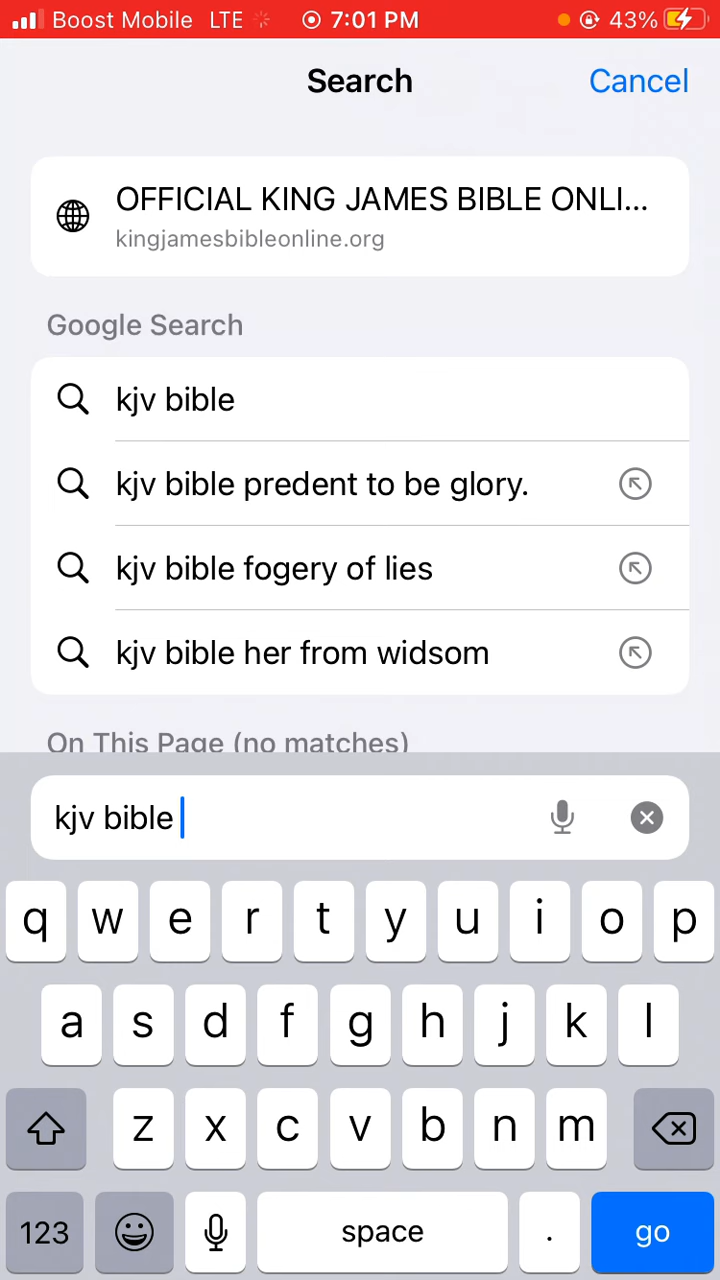 Boost Mobile LTE 7:01 PM 43%
Search Cancel
OFFICIAL KING JAMES BIBLE ONLI...
kingjamesbibleonline.org
Google Search
kjv bible
kjv bible predent to be glory.
kjv bible fogery of lies
kjv bible her from widsom
On This Page (no matches)
kjv bible
q w e r t y u i o p
a s d f g h j k l
z x c v b n m
123 space . go